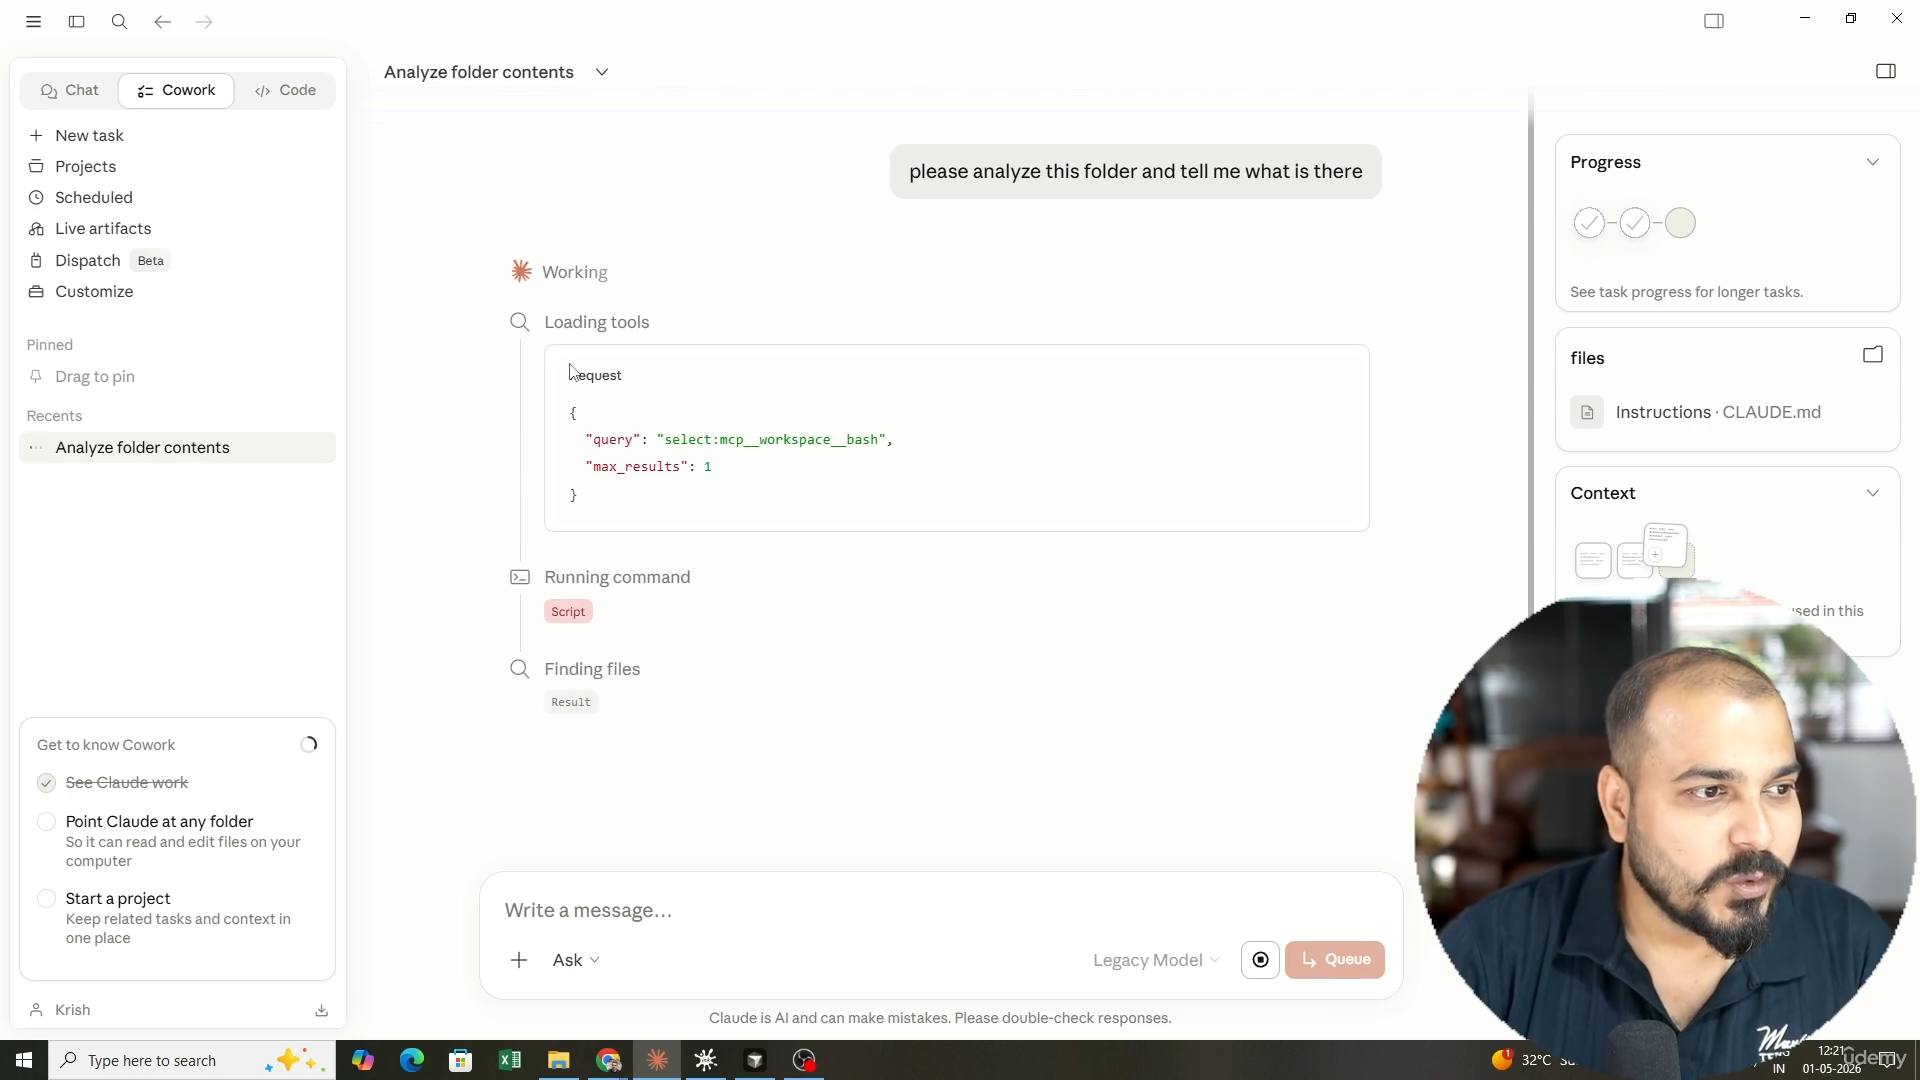 Chat
Cowork
Code
New task
Projects
Scheduled
Live artifacts
Dispatch Beta
Customize
Pinned
Drag to pin
Recents
Analyze folder contents
Get to know Cowork
See Claude work
Point Claude at any folder
So it can read and edit files on your
computer
Start a project
Keep related tasks and context in
one place
Krish
Analyze folder contents
please analyze this folder and tell me what is there
Working
Loading tools
{
"query": "select:mcp__workspace__bash",
"max_results": 1
}
Running command
Script
Finding files
Result
Write a message...
Ask
Legacy Model
Queue
Claude is AI and can make mistakes. Please double-check responses.
Progress
See task progress for longer tasks.
files
Instructions · CLAUDE.md
Context
used in this
Type here to search
32°C
12:21
IN
01-05-2026
ûdemy